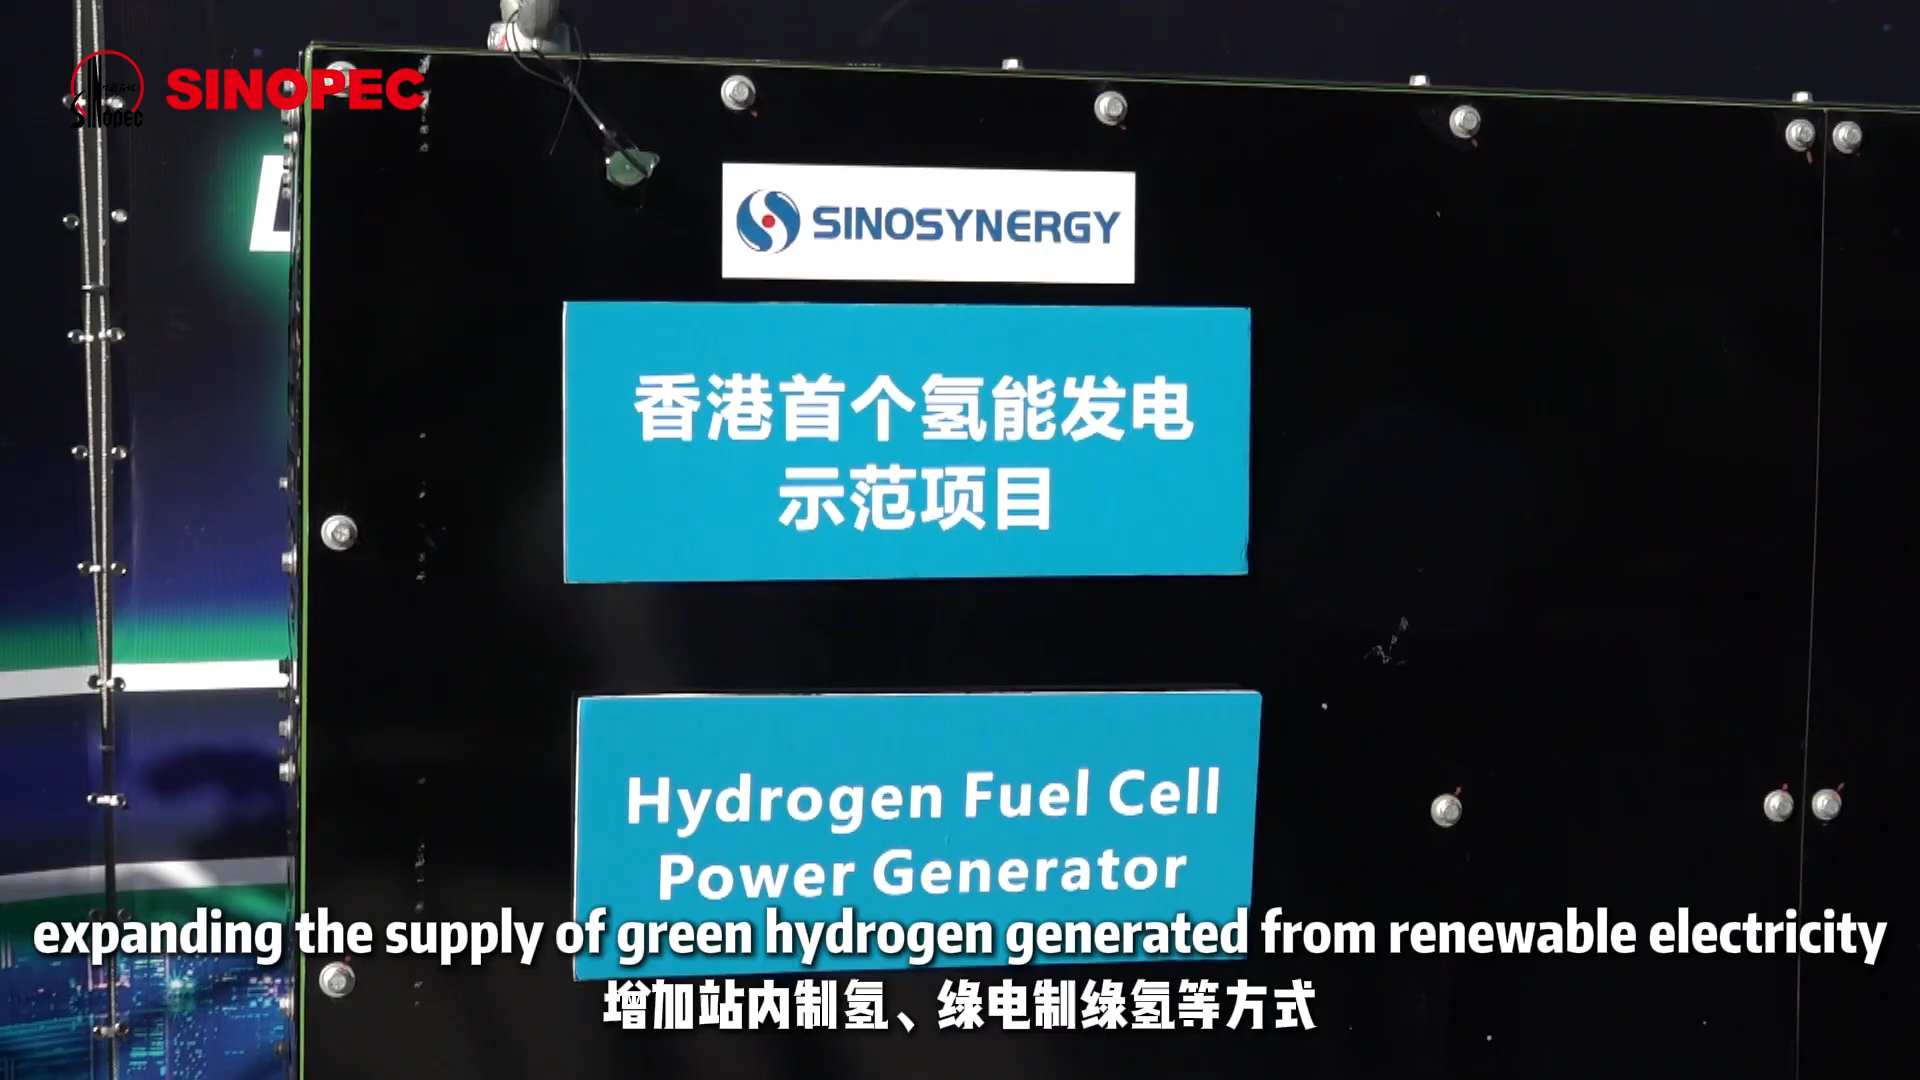 SINOPEC
Sinopec
SINOSYNERGY
香港首个氢能发电
示范项目
Hydrogen Fuel Cell
Power Generator
expanding the supply of green hydrogen generated from renewable electricity
增加站内制氢、绿电制绿氢等方式